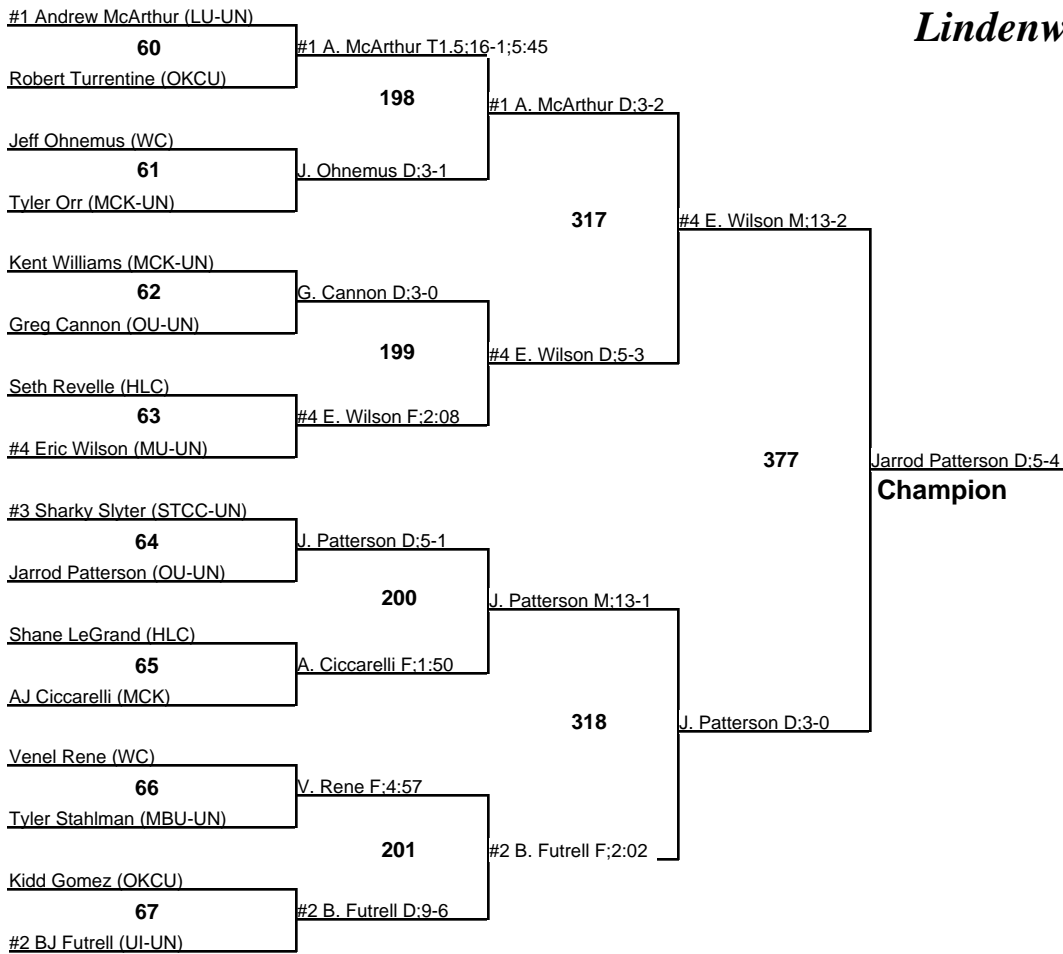 #1 Andrew McArthur (LU-UN)
Lindenw
60
#1 A. McArthur T1.5;16-1;5:45
Robert Turrentine (OKCU)
198
#1 A. McArthur D;3-2
Jeff Ohnemus (WC)
61
J. Ohnemus D;3-1
Tyler Orr (MCK-UN)
317
#4 E. Wilson M;13-2
Kent Williams (MCK-UN)
62
G. Cannon D;3-0
Greg Cannon (OU-UN)
199
#4 E. Wilson D;5-3
Seth Revelle (HLC)
63
#4 E. Wilson F;2:08
#4 Eric Wilson (MU-UN)
377
Jarrod Patterson D;5-4
Champion
#3 Sharky Slyter (STCC-UN)
64
J. Patterson D;5-1
Jarrod Patterson (OU-UN)
200
J. Patterson M;13-1
Shane LeGrand (HLC)
65
A. Ciccarelli F;1:50
AJ Ciccarelli (MCK)
318
J. Patterson D;3-0
Venel Rene (WC)
66
V. Rene F;4:57
Tyler Stahlman (MBU-UN)
201
#2 B. Futrell F;2:02
Kidd Gomez (OKCU)
67
#2 B. Futrell D;9-6
#2 BJ Futrell (UI-UN)